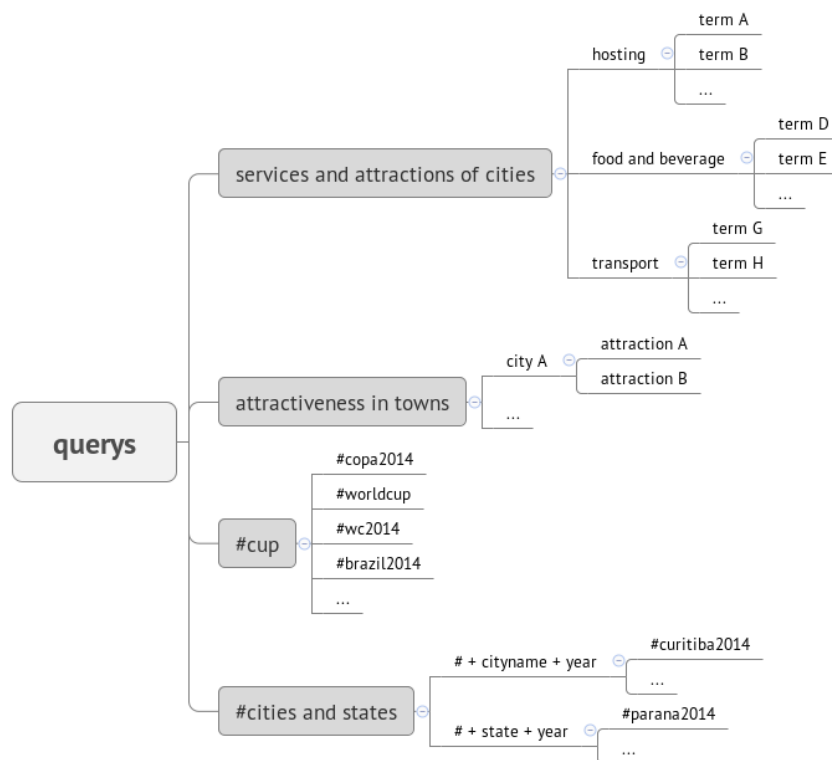 querys
services and attractions of cities
hosting
term A
term B
...
food and beverage
term D
term E
...
transport
term G
term H
...
attractiveness in towns
city A
attraction A
attraction B
...
#cup
#copa2014
#worldcup
#wc2014
#brazil2014
...
#cities and states
# + cityname + year
#curitiba2014
...
# + state + year
#parana2014
...